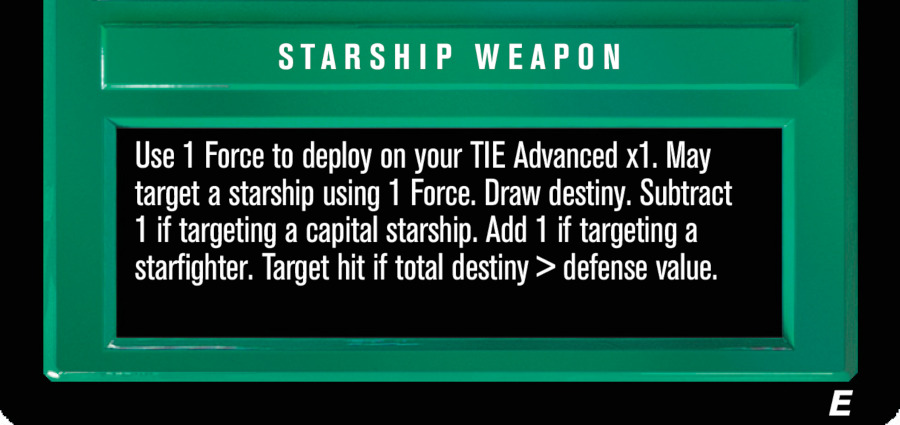 STARSHIP WEAPON
Use 1 Force to deploy on your TIE Advanced x1. May
target a starship using 1 Force. Draw destiny. Subtract
1 if targeting a capital starship. Add 1 if targeting a
starfighter. Target hit if total destiny > defense value.
E